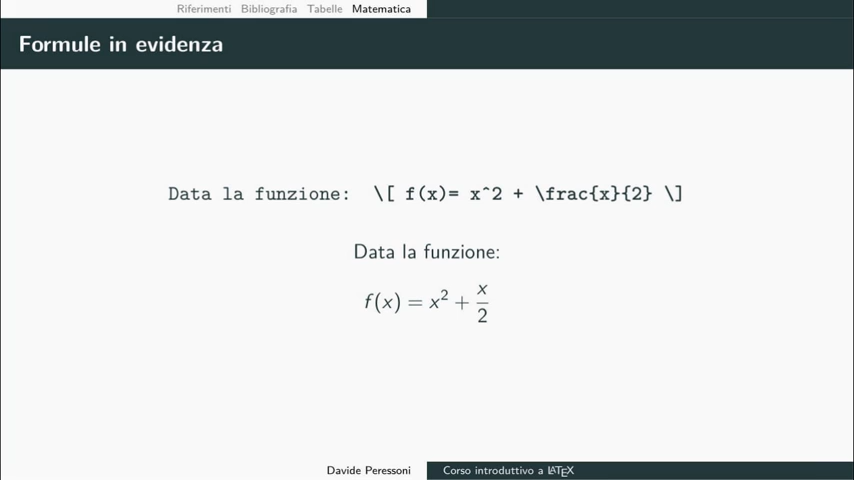 Riferimenti Bibliografia Tabelle Matematica
Formule in evidenza
Data la funzione: \[ f(x)= x^2 + \frac{x}{2} \]
Data la funzione:
f(x) = x² + x/2
Davide Peressoni Corso introduttivo a LATEX